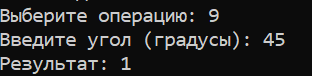 Выберите операцию: 9
Введите угол (градусы): 45
Результат: 1